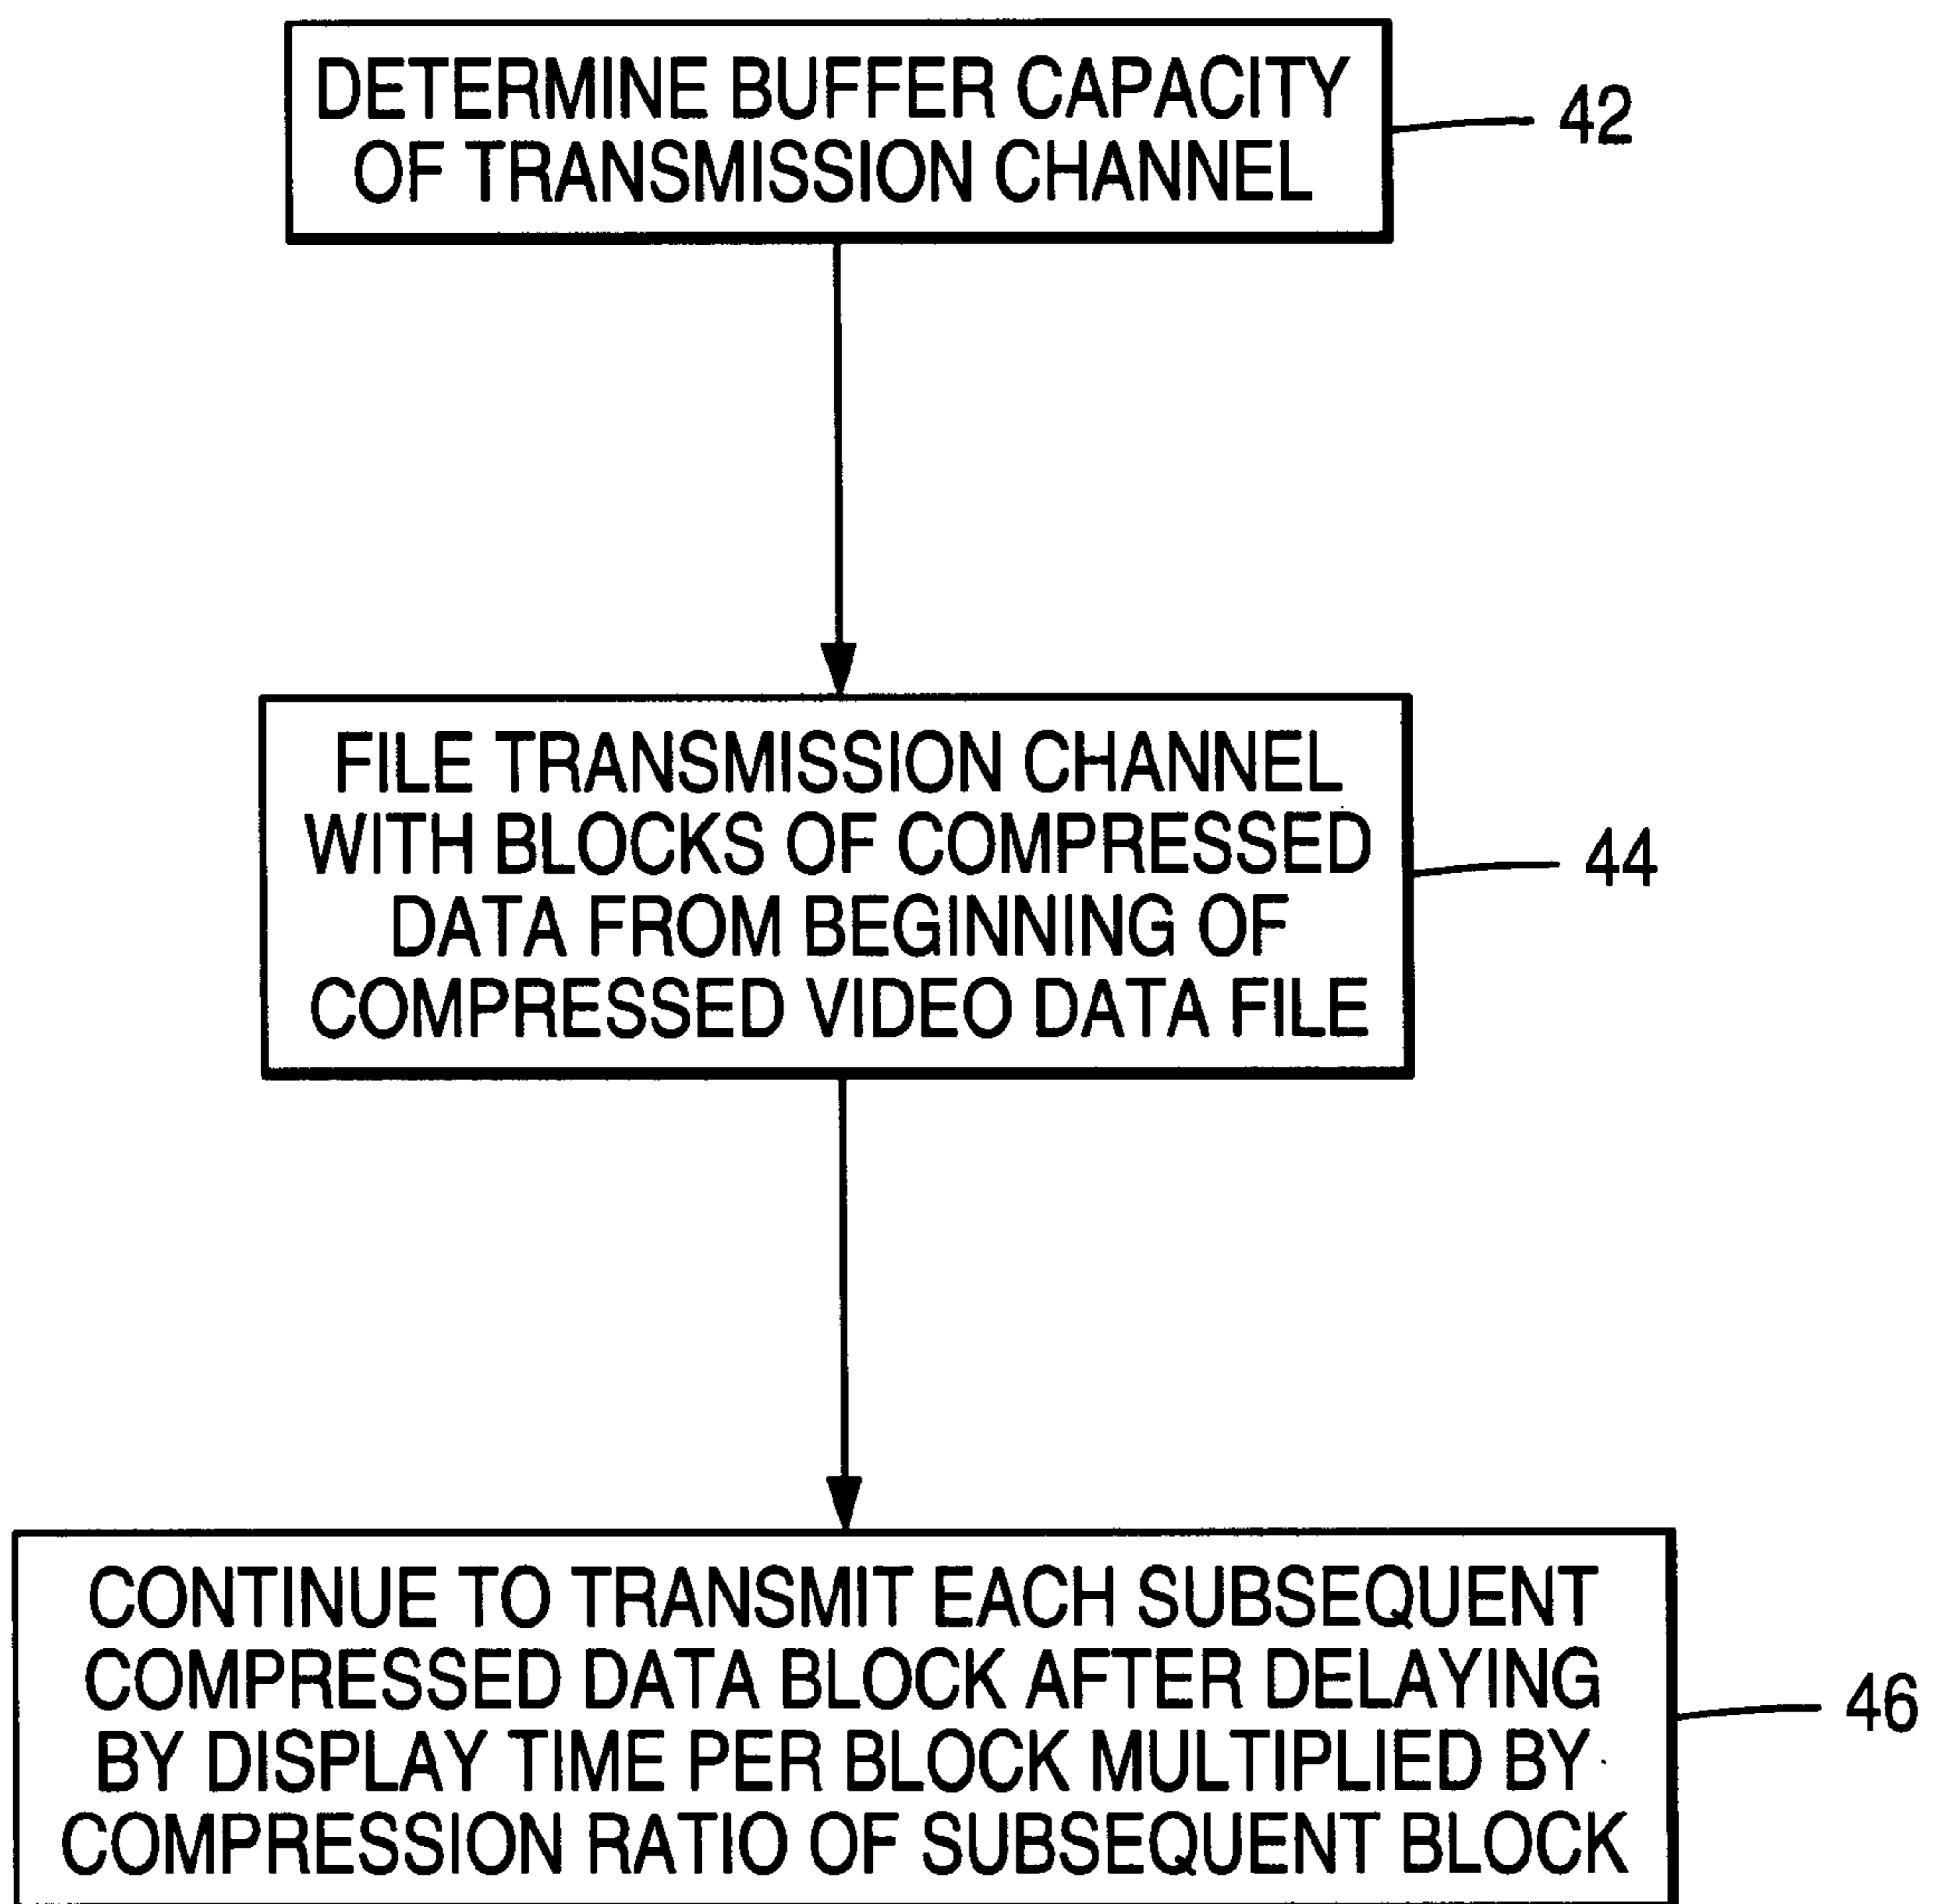 DETERMINE BUFFER CAPACITY
OF TRANSMISSION CHANNEL
42
FILE TRANSMISSION CHANNEL
WITH BLOCKS OF COMPRESSED
DATA FROM BEGINNING OF
COMPRESSED VIDEO DATA FILE
44
CONTINUE TO TRANSMIT EACH SUBSEQUENT
COMPRESSED DATA BLOCK AFTER DELAYING
BY DISPLAY TIME PER BLOCK MULTIPLIED BY
COMPRESSION RATIO OF SUBSEQUENT BLOCK
46